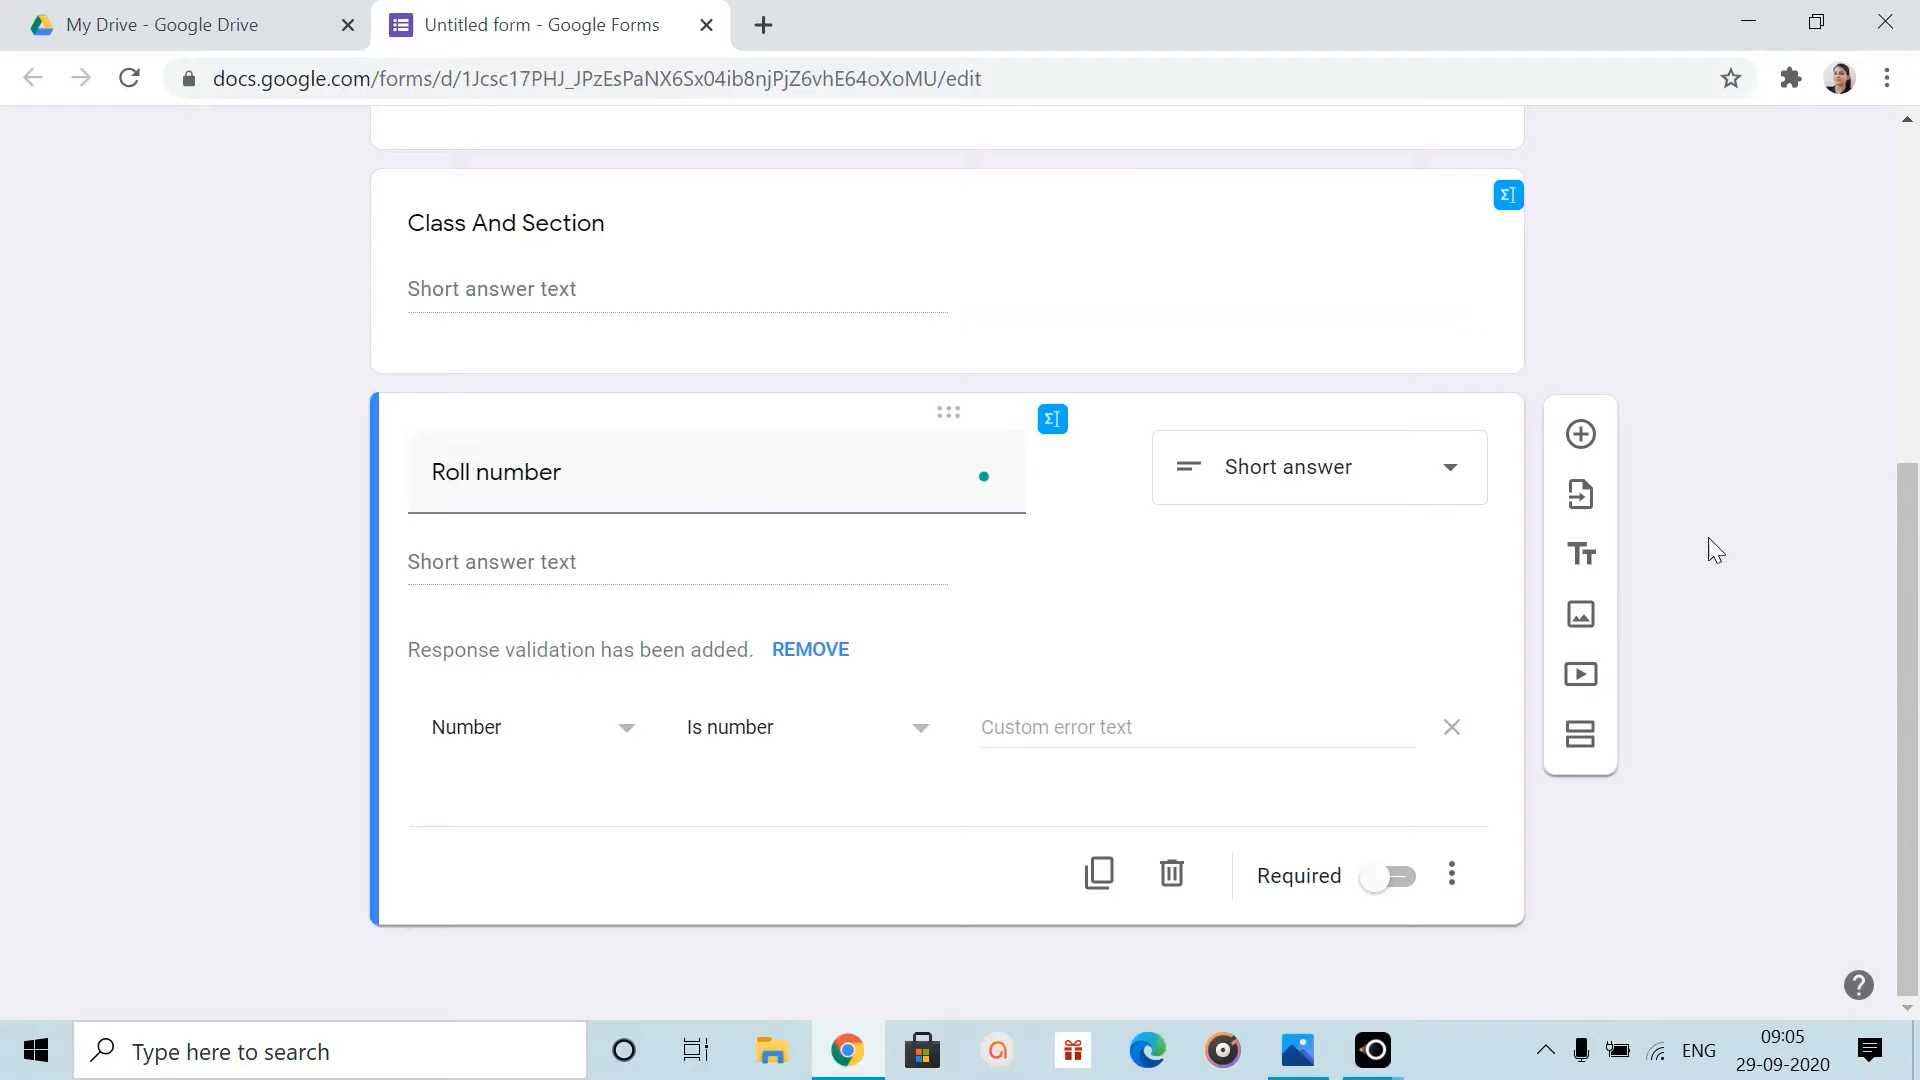 My Drive - Google Drive
Untitled form - Google Forms
docs.google.com/forms/d/1Jcsc17PHJ_JPzEsPaNX6Sx04ib8njPjZ6vhE64oXoMU/edit
Class And Section
Short answer text
Roll number
Short answer
Short answer text
Response validation has been added. REMOVE
Number
Is number
Custom error text
Required
Type here to search
ENG
09:05
29-09-2020